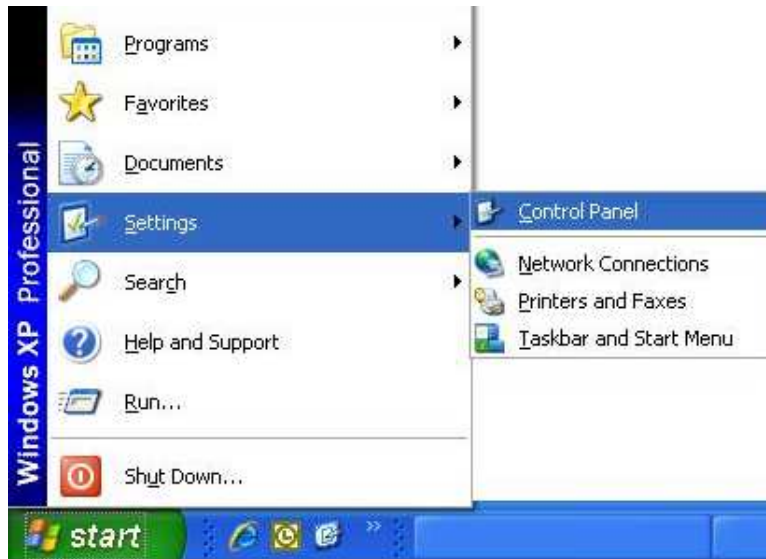 Windows XP Professional
Programs
Favorites
Documents
Settings
Search
Help and Support
Run...
Shut Down...
Control Panel
Network Connections
Printers and Faxes
Taskbar and Start Menu
start
»